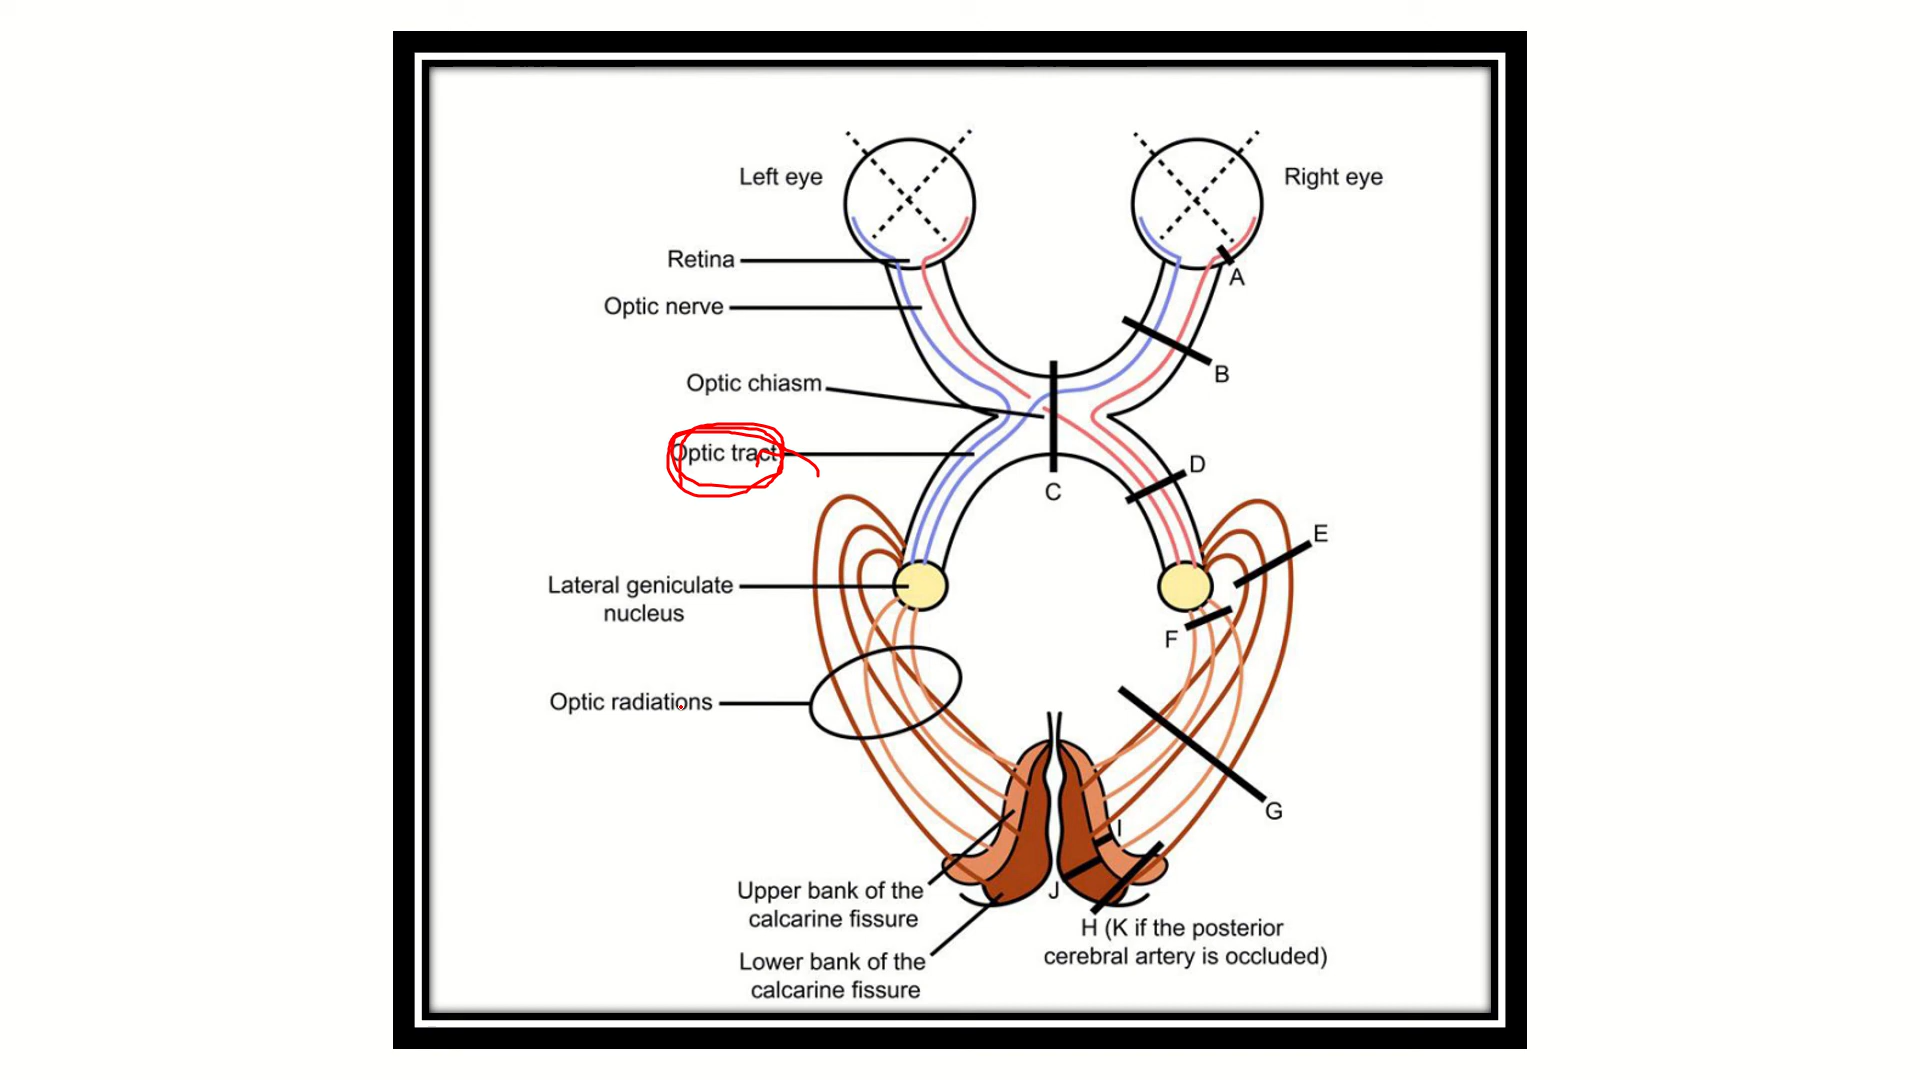 Left eye
Right eye
Retina
A
Optic nerve
B
Optic chiasm
Optic tract
D
C
E
Lateral geniculate
nucleus
F
Optic radiations
G
I
Upper bank of the
calcarine fissure
J
H (K if the posterior
cerebral artery is occluded)
Lower bank of the
calcarine fissure